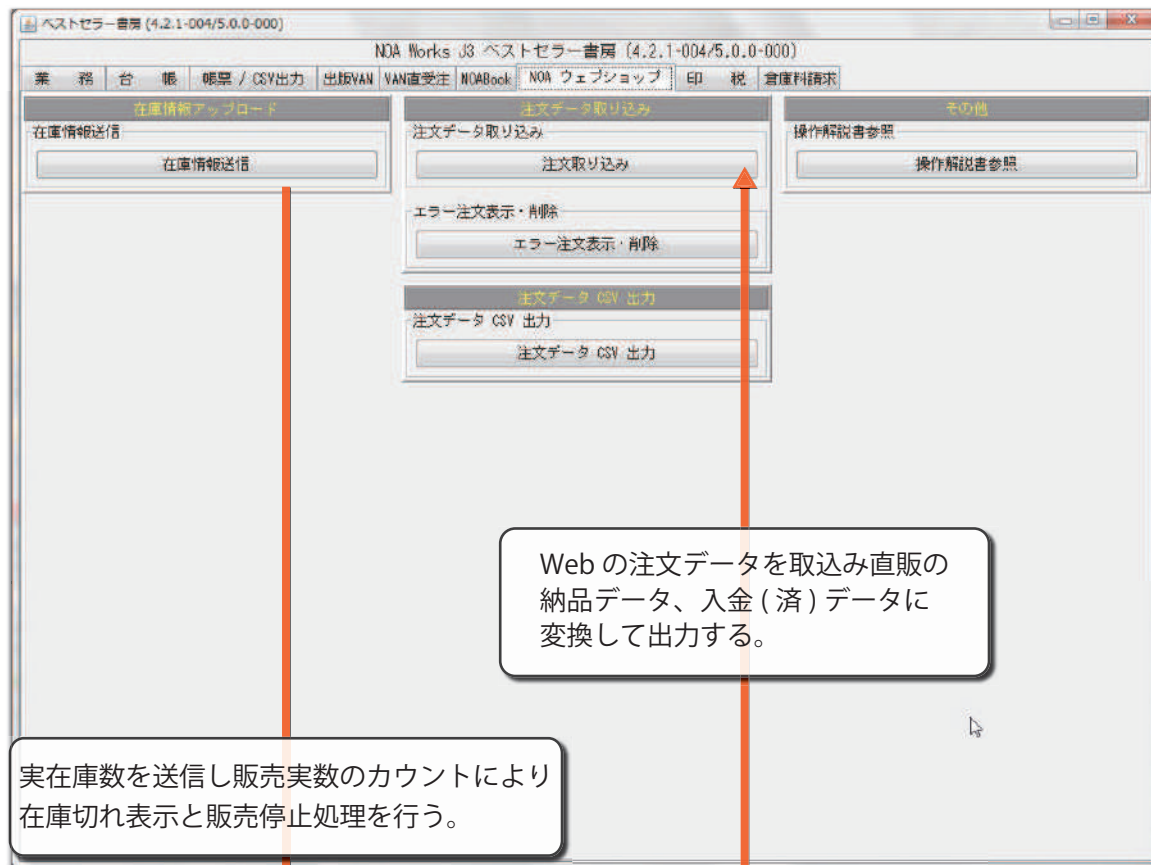 ベストセラー書房 (4.2.1-004/5.0.0-000)
NOA Works J3 ベストセラー書房 (4.2.1-004/5.0.0-000)
業 務 台 帳 帳票 / CSV出力 出版VAN VAN直受注 NOABook NOA ウェブショップ 印 税 倉庫料請求
在庫情報アップロード
在庫情報送信
在庫情報送信
注文データ取り込み
注文データ取り込み
注文取り込み
エラー注文表示・削除
エラー注文表示・削除
注文データ CSV 出力
注文データ CSV 出力
注文データ CSV 出力
その他
操作解説書参照
操作解説書参照
Web の注文データを取込み直販の
納品データ、入金 ( 済 ) データに
変換して出力する。
実在庫数を送信し販売実数のカウントにより
在庫切れ表示と販売停止処理を行う。